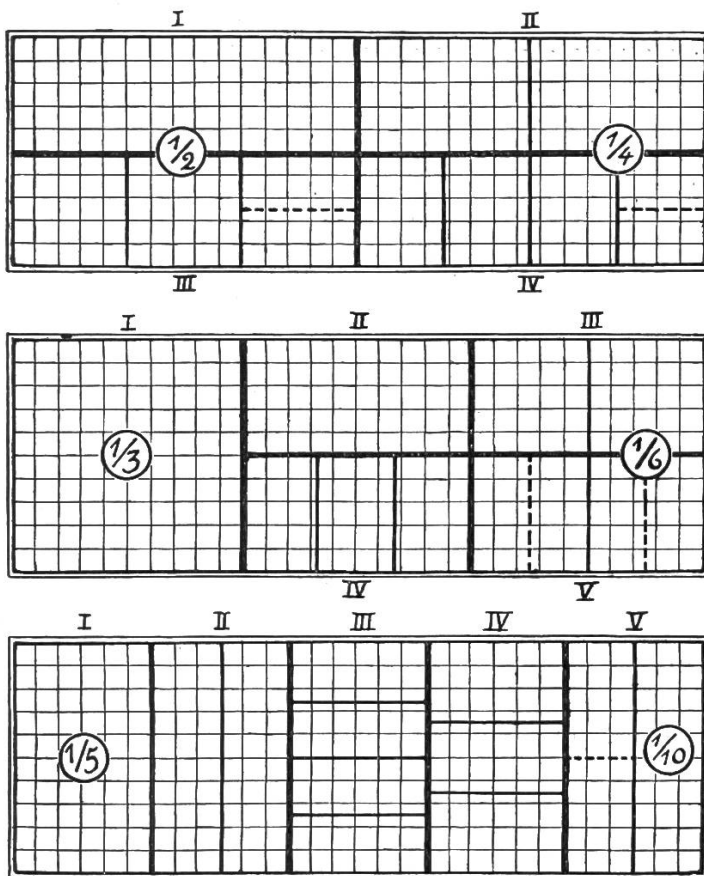 I II
1/2 1/4
III IV
I II III
1/3 1/6
IV V
I II III IV V
1/5 1/10